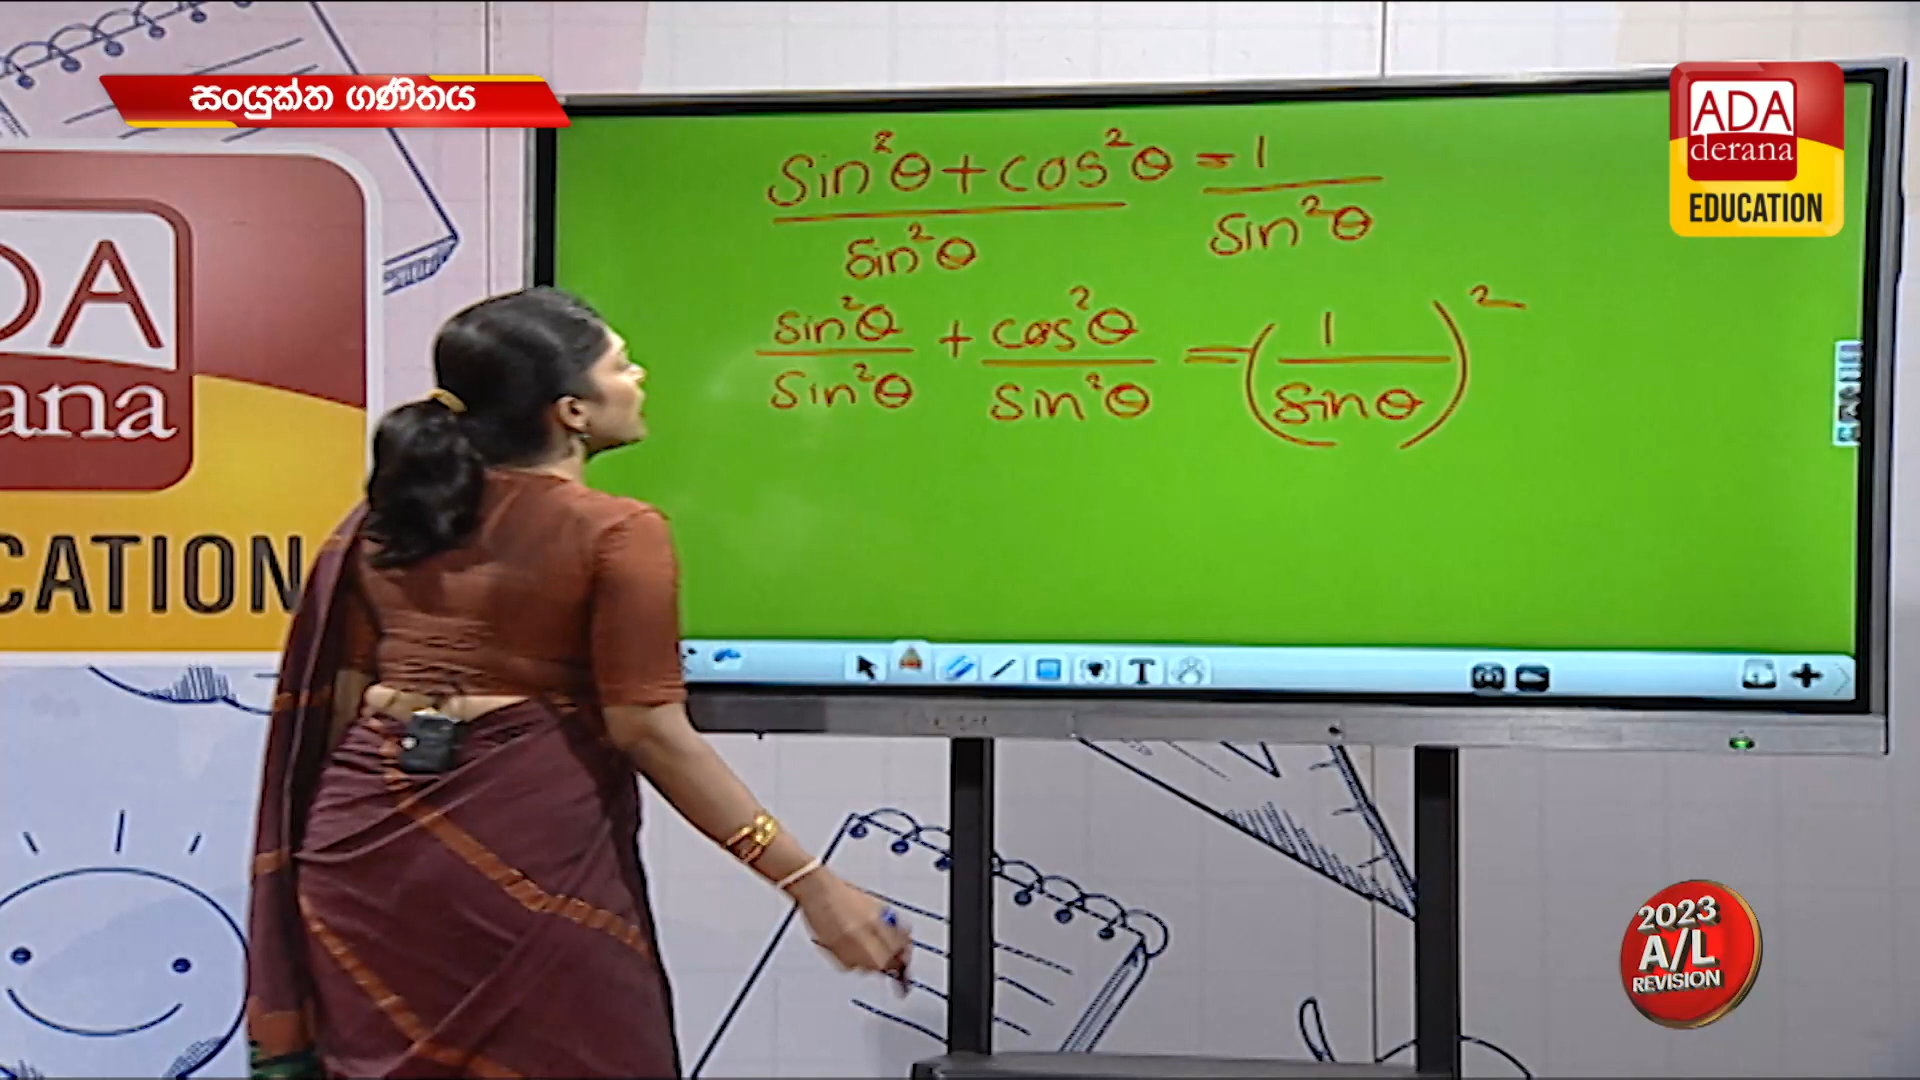 සංයුක්ත ගණිතය
ADA
derana
EDUCATION
DA
ana
CATION
sin²θ + cos²θ = 1
sin²θ sin²θ
sin²θ + cos²θ = ( 1 )²
sin²θ sin²θ sinθ
T
2023
A/L
REVISION